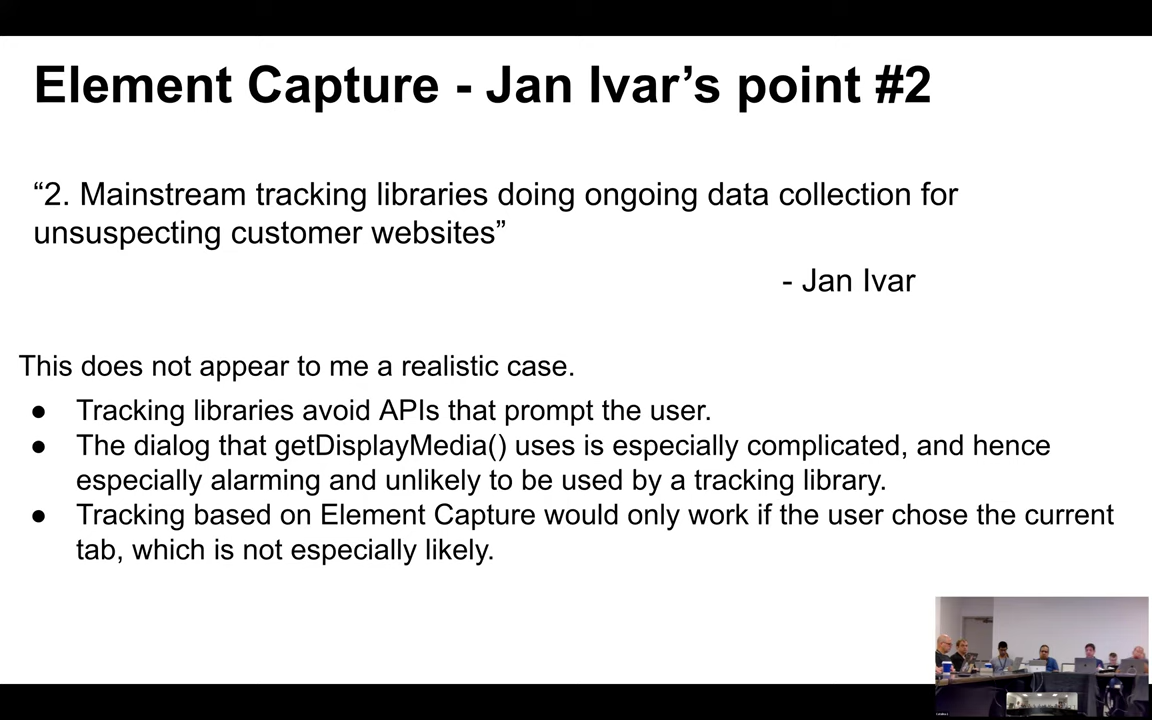 Element Capture - Jan Ivar’s point #2
“2. Mainstream tracking libraries doing ongoing data collection for
unsuspecting customer websites”
- Jan Ivar
This does not appear to me a realistic case.
● Tracking libraries avoid APIs that prompt the user.
● The dialog that getDisplayMedia() uses is especially complicated, and hence
especially alarming and unlikely to be used by a tracking library.
● Tracking based on Element Capture would only work if the user chose the current
tab, which is not especially likely.